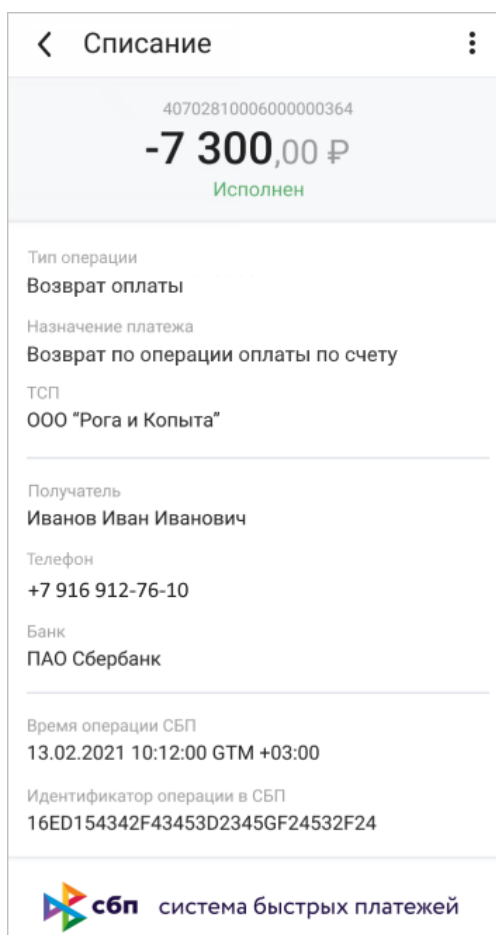 Списание
40702810006000000364
-7 300,00 ₽
Исполнен
Тип операции
Возврат оплаты
Назначение платежа
Возврат по операции оплаты по счету
ТСП
ООО “Рога и Копыта”
Получатель
Иванов Иван Иванович
Телефон
+7 916 912-76-10
Банк
ПАО Сбербанк
Время операции СБП
13.02.2021 10:12:00 GTM +03:00
Идентификатор операции в СБП
16ED154342F43453D2345GF24532F24
сбп система быстрых платежей